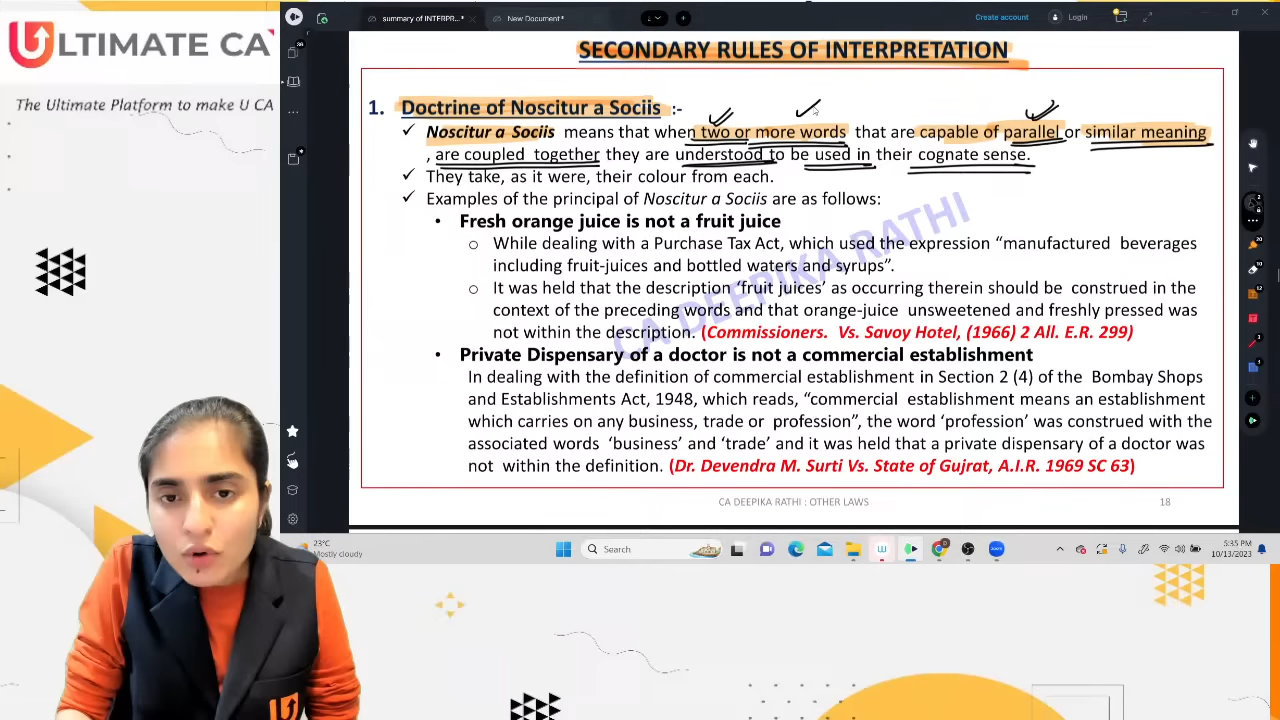 ULTIMATE CA
The Ultimate Platform to make U CA
summary of INTERPR...*
New Document*
Create account
Login
SECONDARY RULES OF INTERPRETATION
1. Doctrine of Noscitur a Sociis :-
✓ Noscitur a Sociis means that when two or more words that are capable of parallel or similar meaning
, are coupled together they are understood to be used in their cognate sense.
✓ They take, as it were, their colour from each.
✓ Examples of the principal of Noscitur a Sociis are as follows:
• Fresh orange juice is not a fruit juice
o While dealing with a Purchase Tax Act, which used the expression “manufactured beverages
including fruit-juices and bottled waters and syrups”.
o It was held that the description ‘fruit juices’ as occurring therein should be construed in the
context of the preceding words and that orange-juice unsweetened and freshly pressed was
not within the description. (Commissioners. Vs. Savoy Hotel, (1966) 2 All. E.R. 299)
• Private Dispensary of a doctor is not a commercial establishment
In dealing with the definition of commercial establishment in Section 2 (4) of the Bombay Shops
and Establishments Act, 1948, which reads, “commercial establishment means an establishment
which carries on any business, trade or profession”, the word ‘profession’ was construed with the
associated words ‘business’ and ‘trade’ and it was held that a private dispensary of a doctor was
not within the definition. (Dr. Devendra M. Surti Vs. State of Gujrat, A.I.R. 1969 SC 63)
CA DEEPIKA RATHI
CA DEEPIKA RATHI : OTHER LAWS
18
23°C
Mostly cloudy
Search
5:35 PM
10/13/2023